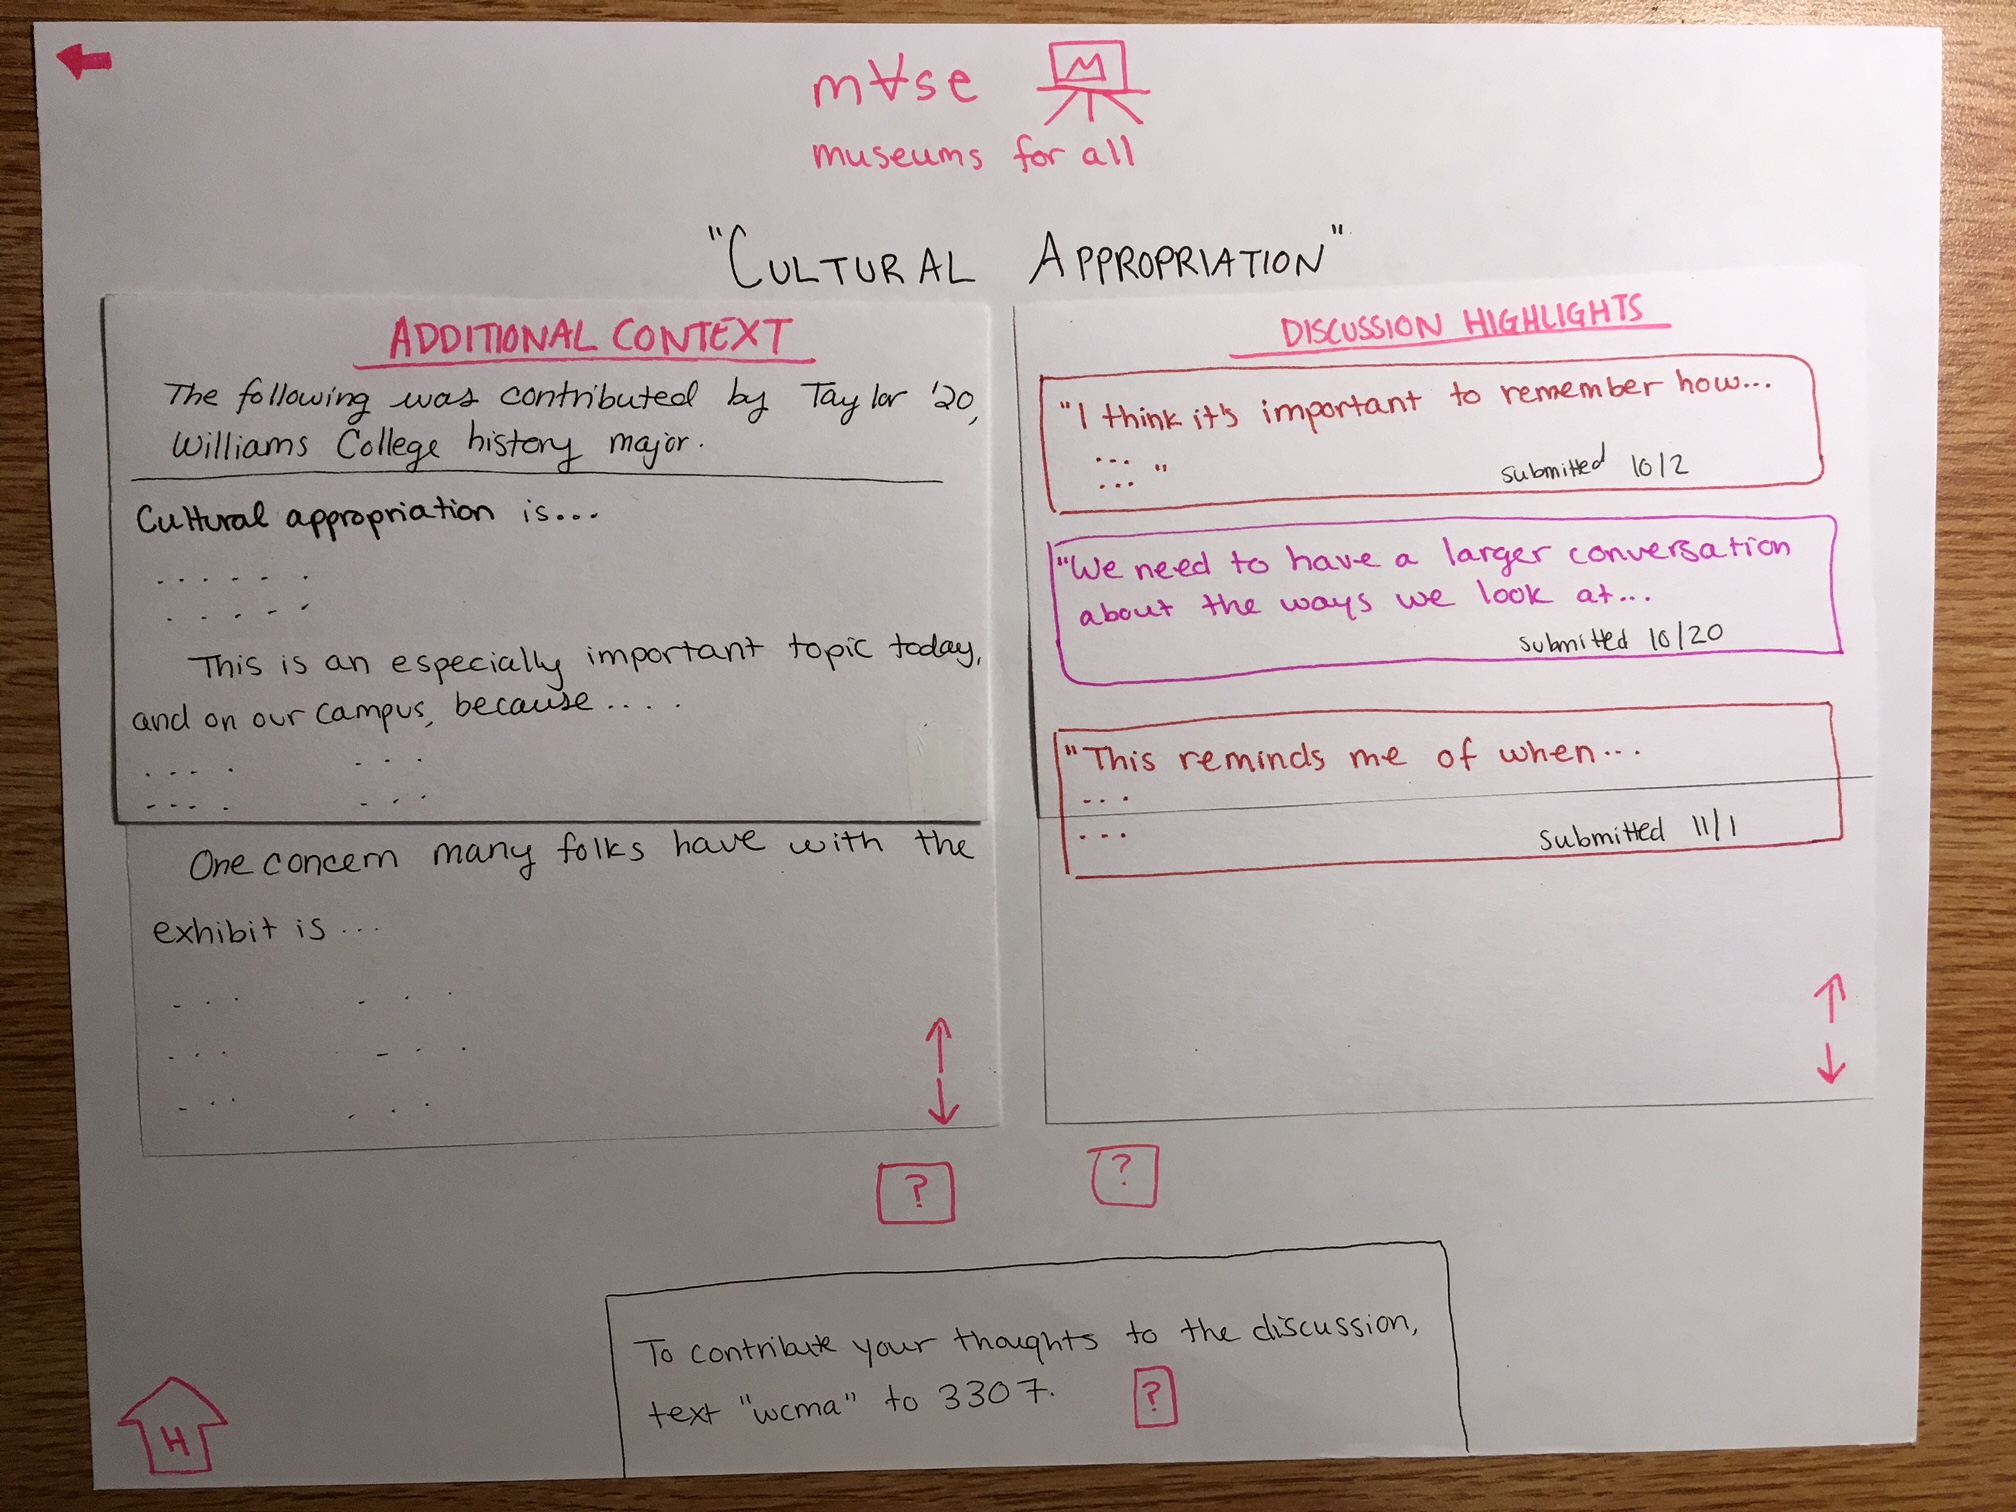 m∀se
M
museums for all
"CULTURAL APPROPRIATION"
ADDITIONAL CONTEXT
The following was contributed by Taylor '20,
Williams College history major.
Cultural appropriation is...
. . . . . .
. . . . .
This is an especially important topic today,
and on our campus, because....
. . . . . . .
. . . . . . .
One concern many folks have with the
exhibit is ...
. . . . . .
. . . . . .
. . . . . .
DISCUSSION HIGHLIGHTS
"I think it's important to remember how...
...
... "
submitted 10/2
"We need to have a larger conversation
about the ways we look at...
submitted 10/20
"This reminds me of when...
...
...
submitted 11/1
?
?
To contribute your thoughts to the discussion,
text "wcma" to 3307. ?
H